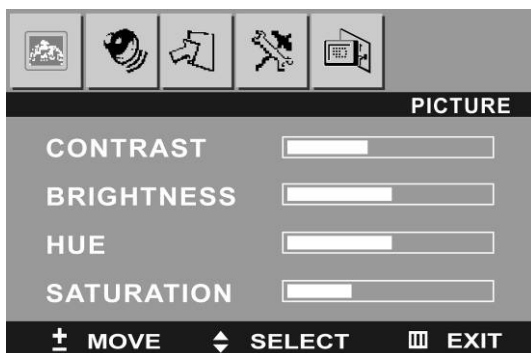 PICTURE
CONTRAST
BRIGHTNESS
HUE
SATURATION
± MOVE SELECT EXIT